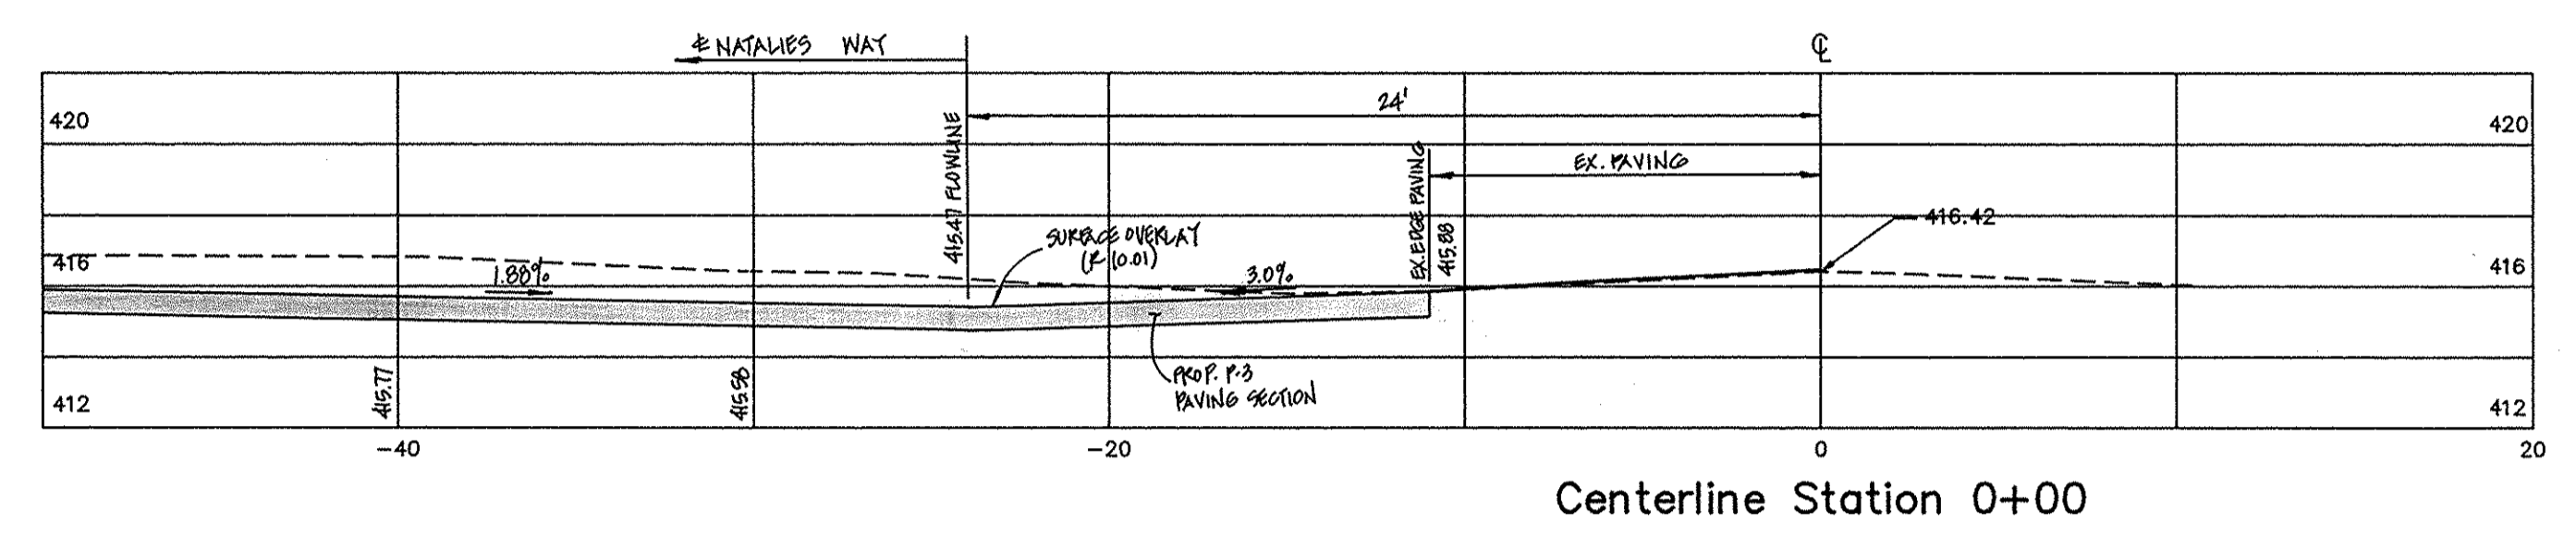 ℄ NATALIES WAY
℄
24'
420
420
415.47 FLOWLINE
EX. EDGE PAVING
415.88
EX. PAVING
416.42
SURFACE OVERLAY
416
1.88%
3.0%
416
PROP. P-3
PAVING SECTION
415.77
415.58
412
412
-40
-20
0
20
Centerline Station 0+00